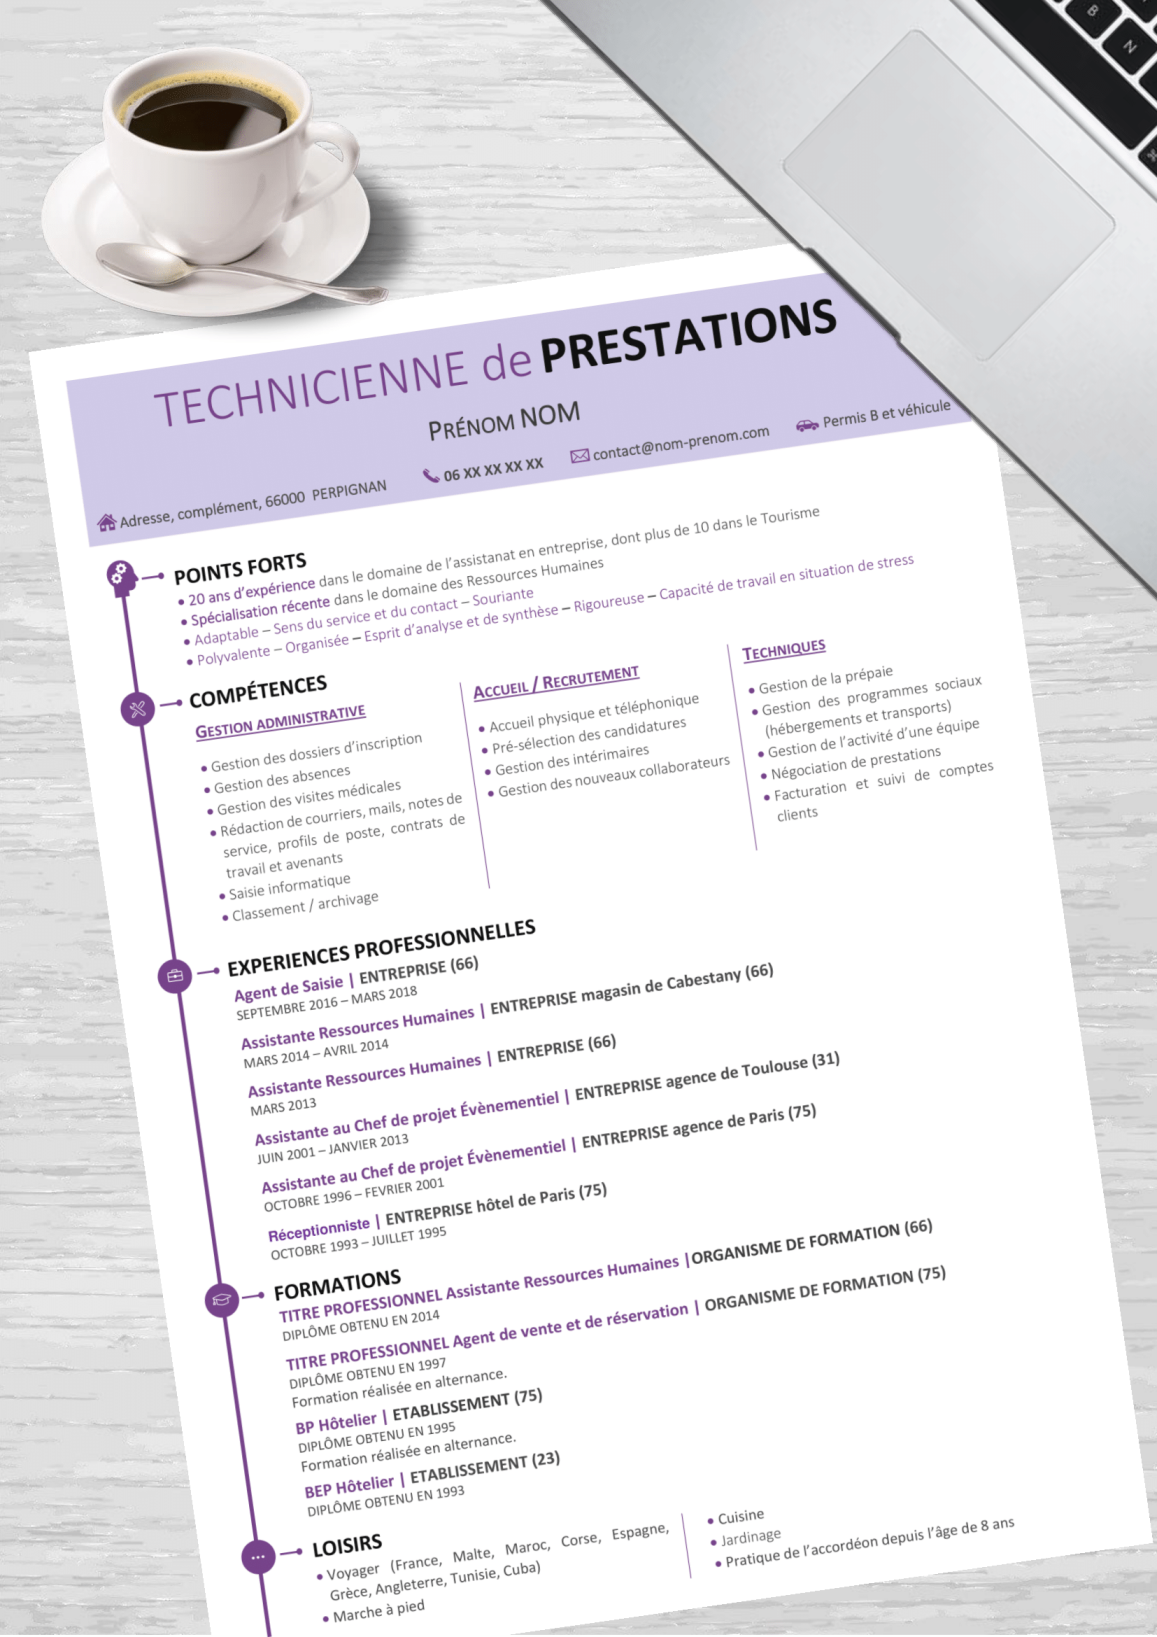 B
N
⌘
TECHNICIENNE de PRESTATIONS
PRÉNOM NOM
Adresse, complément, 66000 PERPIGNAN 06 XX XX XX XX contact@nom-prenom.com Permis B et véhicule
POINTS FORTS
• 20 ans d’expérience dans le domaine de l’assistanat en entreprise, dont plus de 10 dans le Tourisme
• Spécialisation récente dans le domaine des Ressources Humaines
• Adaptable – Sens du service et du contact – Souriante
• Polyvalente – Organisée – Esprit d’analyse et de synthèse – Rigoureuse – Capacité de travail en situation de stress
COMPÉTENCES
GESTION ADMINISTRATIVE
• Gestion des dossiers d’inscription
• Gestion des absences
• Gestion des visites médicales
• Rédaction de courriers, mails, notes de
service, profils de poste, contrats de
travail et avenants
• Saisie informatique
• Classement / archivage
ACCUEIL / RECRUTEMENT
• Accueil physique et téléphonique
• Pré-sélection des candidatures
• Gestion des intérimaires
• Gestion des nouveaux collaborateurs
TECHNIQUES
• Gestion de la prépaie
• Gestion des programmes sociaux
(hébergements et transports)
• Gestion de l’activité d’une équipe
• Négociation de prestations
• Facturation et suivi de comptes
clients
EXPERIENCES PROFESSIONNELLES
Agent de Saisie | ENTREPRISE (66)
SEPTEMBRE 2016 – MARS 2018
Assistante Ressources Humaines | ENTREPRISE magasin de Cabestany (66)
MARS 2014 – AVRIL 2014
Assistante Ressources Humaines | ENTREPRISE (66)
MARS 2013
Assistante au Chef de projet Évènementiel | ENTREPRISE agence de Toulouse (31)
JUIN 2001 – JANVIER 2013
Assistante au Chef de projet Évènementiel | ENTREPRISE agence de Paris (75)
OCTOBRE 1996 – FEVRIER 2001
Réceptionniste | ENTREPRISE hôtel de Paris (75)
OCTOBRE 1993 – JUILLET 1995
FORMATIONS
TITRE PROFESSIONNEL Assistante Ressources Humaines |ORGANISME DE FORMATION (66)
DIPLÔME OBTENU EN 2014
TITRE PROFESSIONNEL Agent de vente et de réservation | ORGANISME DE FORMATION (75)
DIPLÔME OBTENU EN 1997
Formation réalisée en alternance.
BP Hôtelier | ETABLISSEMENT (75)
DIPLÔME OBTENU EN 1995
Formation réalisée en alternance.
BEP Hôtelier | ETABLISSEMENT (23)
DIPLÔME OBTENU EN 1993
LOISIRS
• Voyager (France, Malte, Maroc, Corse, Espagne,
Grèce, Angleterre, Tunisie, Cuba)
• Marche à pied
• Cuisine
• Jardinage
• Pratique de l’accordéon depuis l’âge de 8 ans